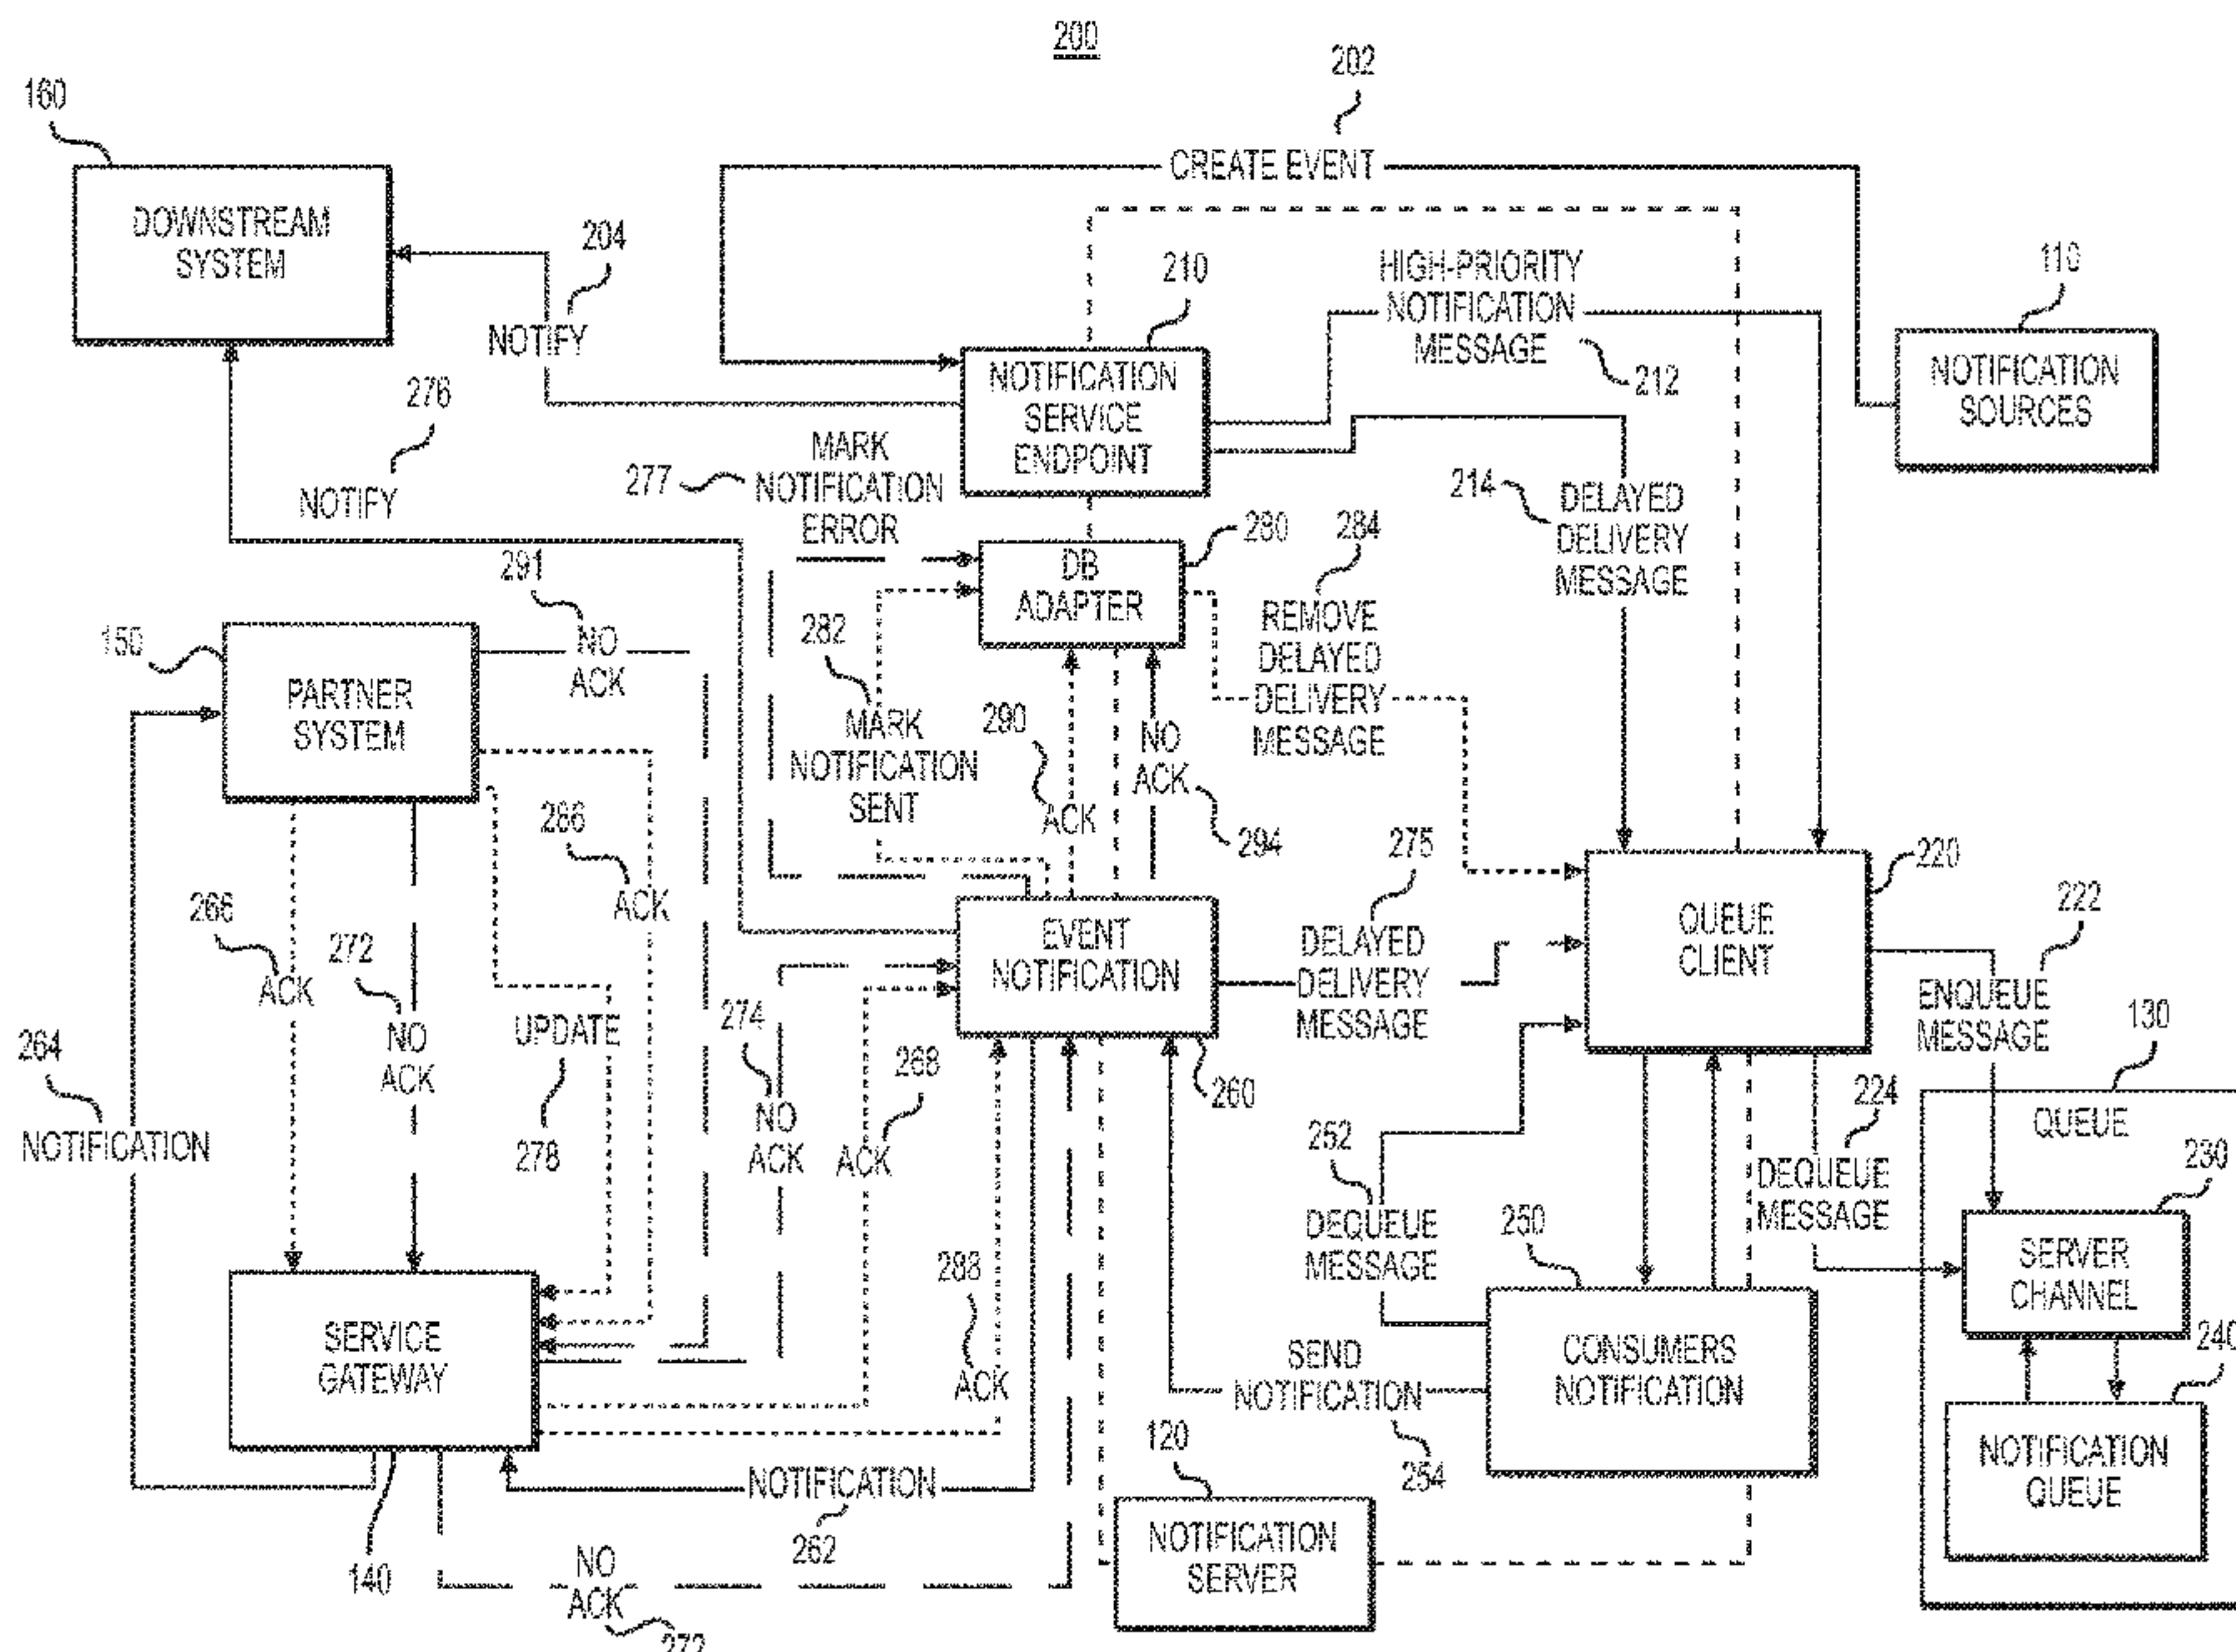 200
202
160
CREATE EVENT
DOWNSTREAM
SYSTEM
204
NOTIFY
210
HIGH-PRIORITY
NOTIFICATION
MESSAGE
212
110
NOTIFICATION
SOURCES
276
NOTIFY
NOTIFICATION
SERVICE
ENDPOINT
277
MARK
NOTIFICATION
ERROR
214
DELAYED
DELIVERY
MESSAGE
280
284
DB
ADAPTER
291
NO
ACK
150
PARTNER
SYSTEM
282
MARK
NOTIFICATION
SENT
290
ACK
NO
ACK
294
REMOVE
DELAYED
DELIVERY
MESSAGE
286
ACK
275
220
QUEUE
CLIENT
266
ACK
272
NO
ACK
EVENT
NOTIFICATION
DELAYED
DELIVERY
MESSAGE
222
ENQUEUE
MESSAGE
264
NOTIFICATION
UPDATE
278
274
NO
ACK
268
ACK
260
130
QUEUE
224
DEQUEUE
MESSAGE
252
DEQUEUE
MESSAGE
250
230
SERVER
CHANNEL
240
NOTIFICATION
QUEUE
SERVICE
GATEWAY
288
ACK
SEND
NOTIFICATION
254
CONSUMERS
NOTIFICATION
140
NOTIFICATION
262
120
NOTIFICATION
SERVER
NO
ACK